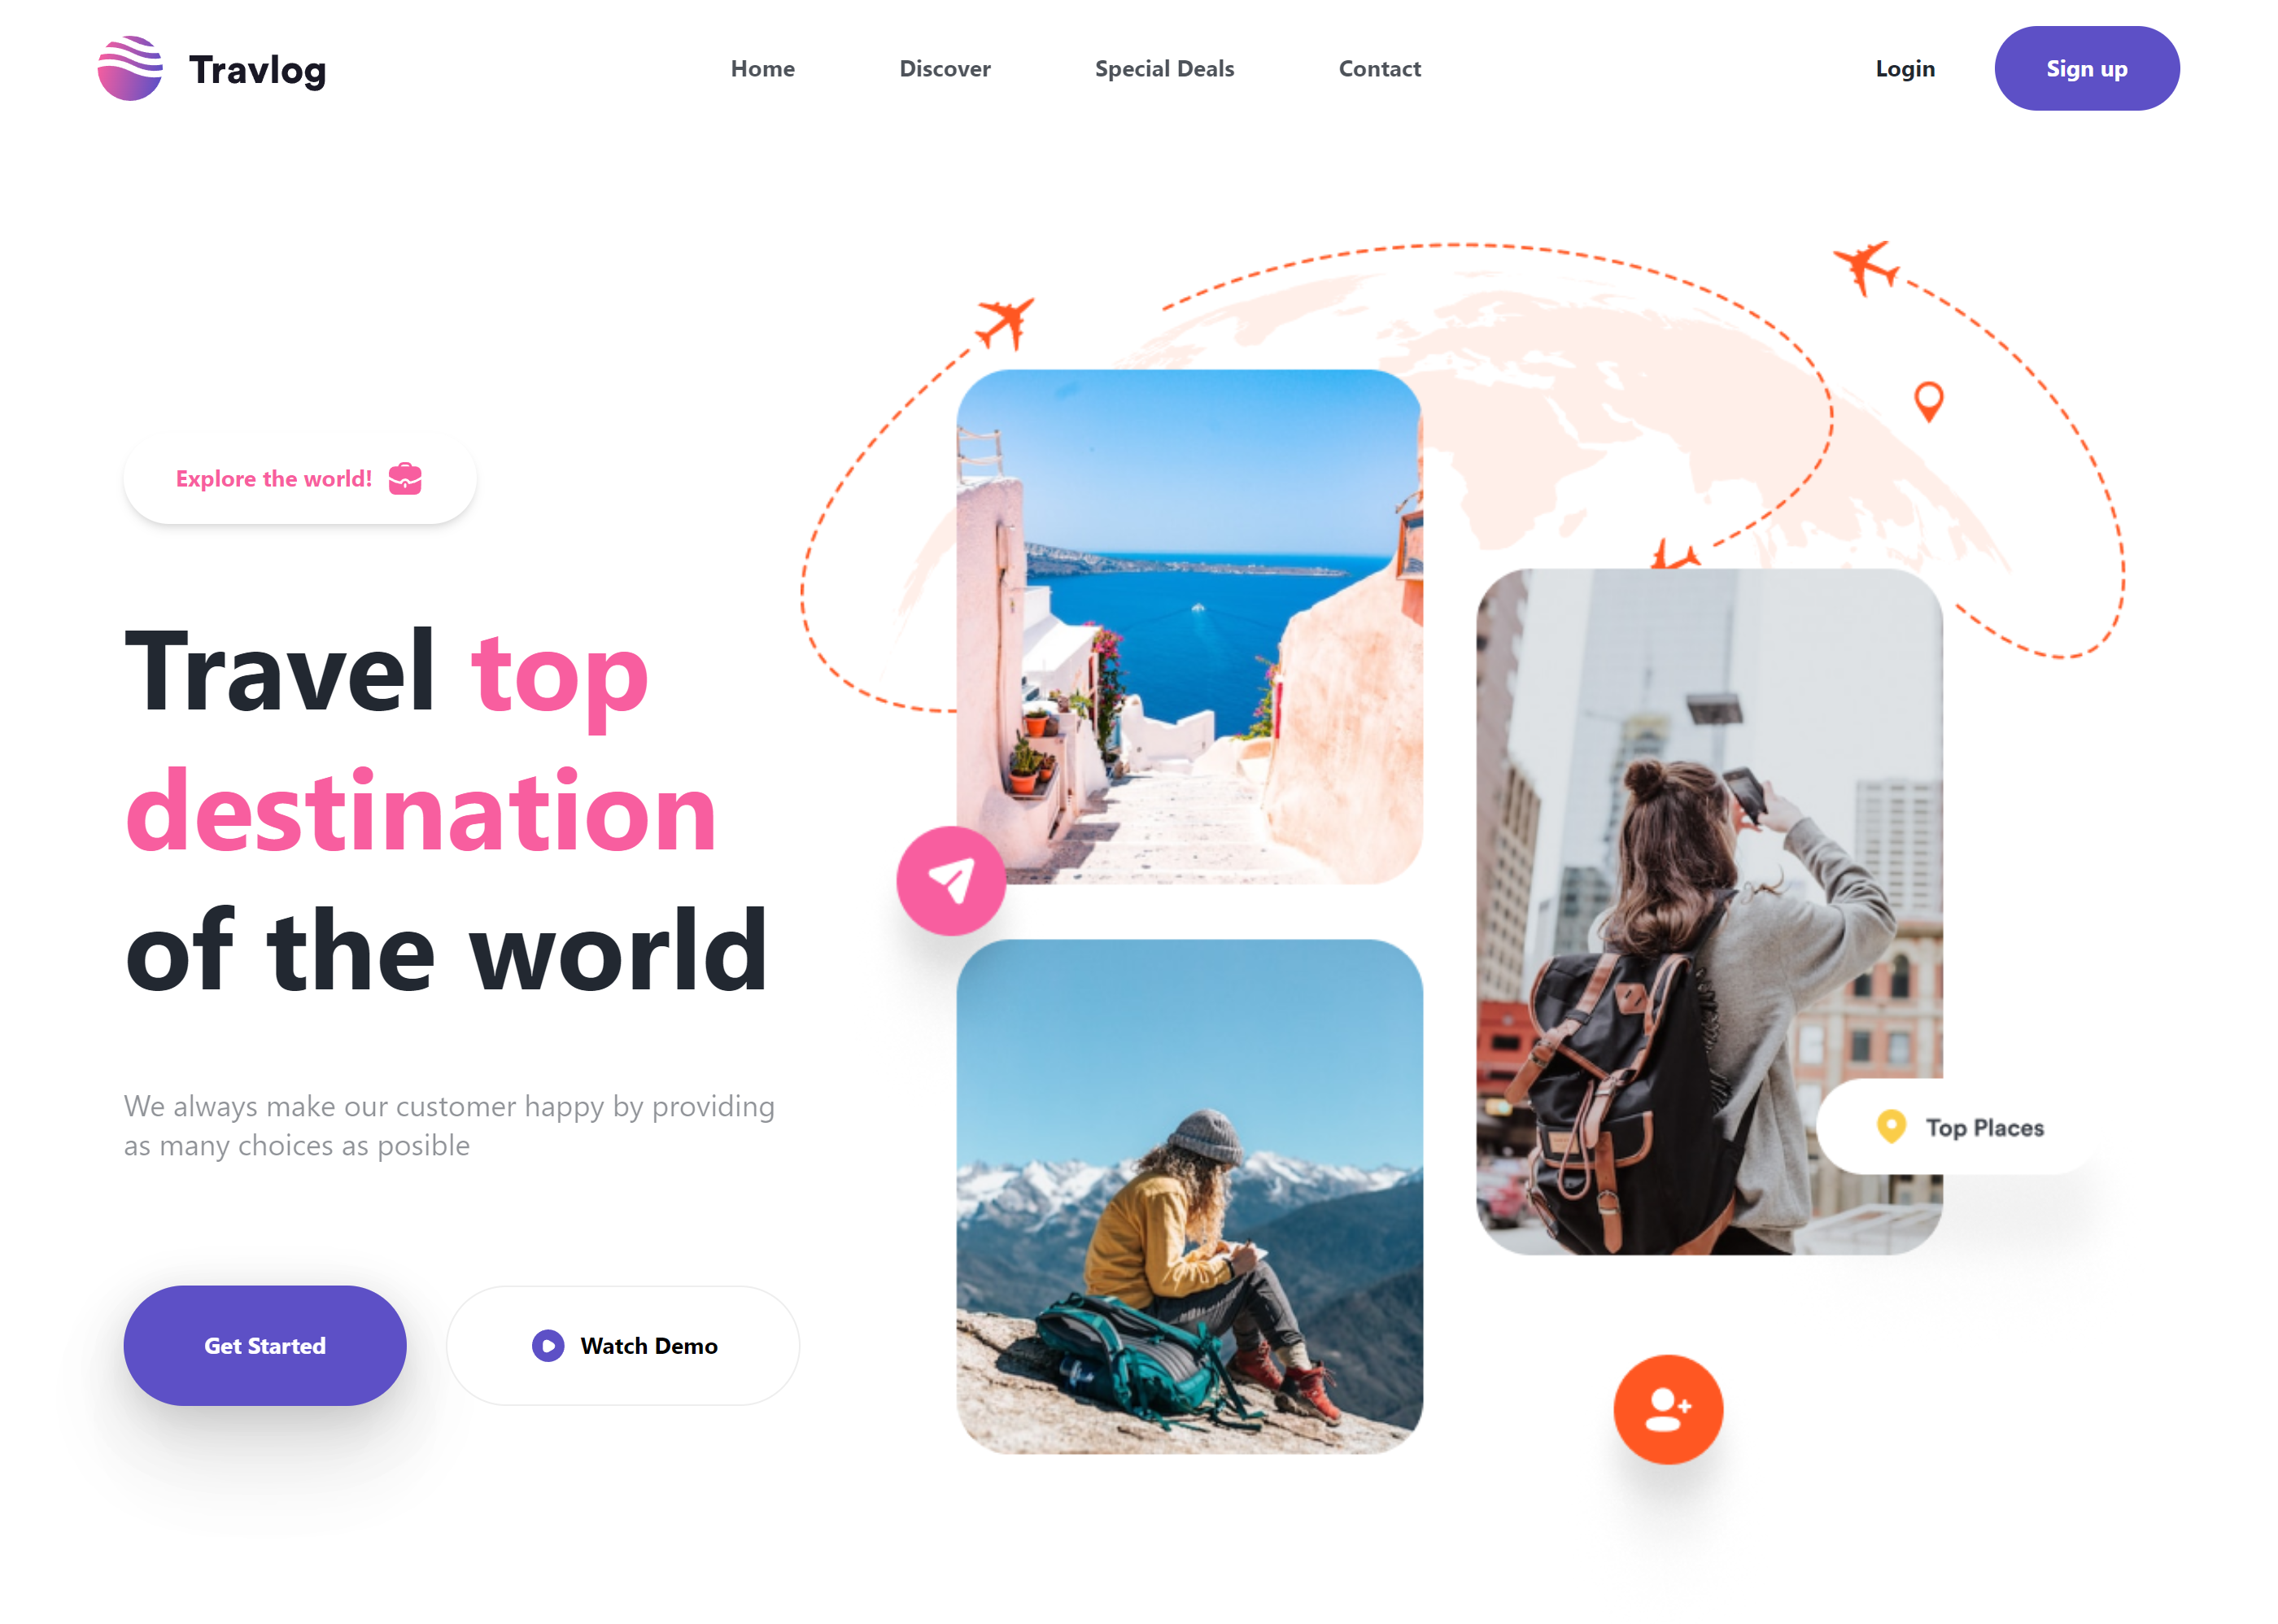 Travlog
Home
Discover
Special Deals
Contact
Login
Sign up
Explore the world!
Travel top
destination
of the world
We always make our customer happy by providing
as many choices as posible
Get Started
Watch Demo
Top Places